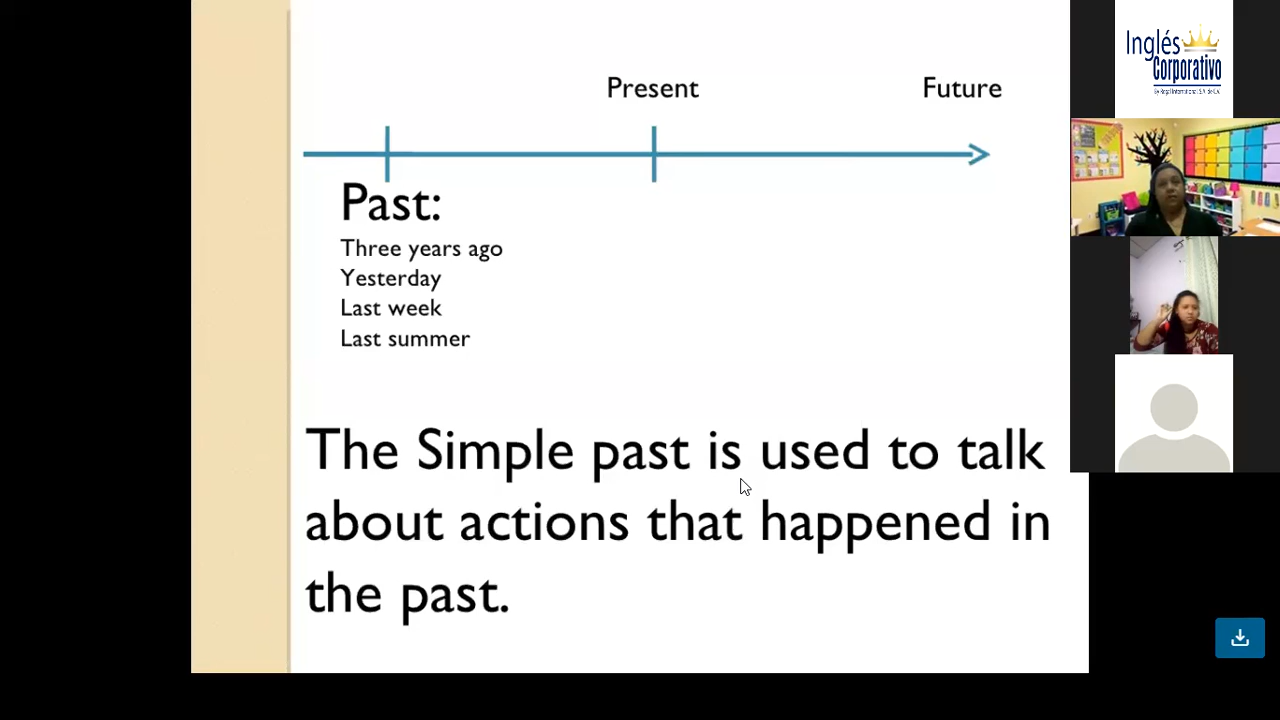 Present
Future
Past:
Three years ago
Yesterday
Last week
Last summer
The Simple past is used to talk
about actions that happened in
the past.
Inglés
Corporativo